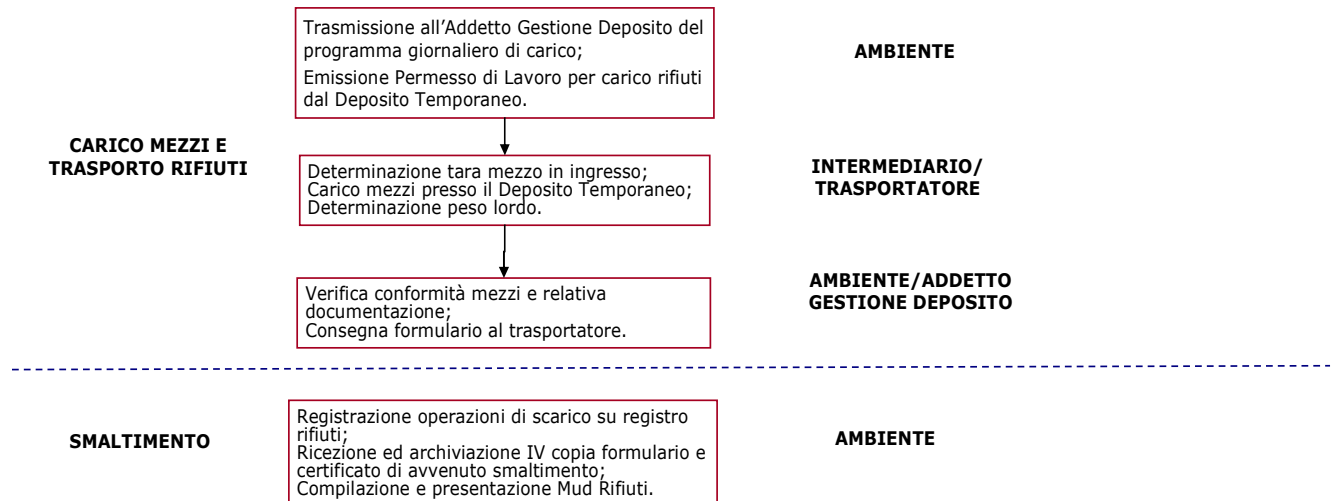 Trasmissione all'Addetto Gestione Deposito del
programma giornaliero di carico;
Emissione Permesso di Lavoro per carico rifiuti
dal Deposito Temporaneo.
AMBIENTE
CARICO MEZZI E
TRASPORTO RIFIUTI
Determinazione tara mezzo in ingresso;
Carico mezzi presso il Deposito Temporaneo;
Determinazione peso lordo.
INTERMEDIARIO/
TRASPORTATORE
Verifica conformità mezzi e relativa
documentazione;
Consegna formulario al trasportatore.
AMBIENTE/ADDETTO
GESTIONE DEPOSITO
SMALTIMENTO
Registrazione operazioni di scarico su registro
rifiuti;
Ricezione ed archiviazione IV copia formulario e
certificato di avvenuto smaltimento;
Compilazione e presentazione Mud Rifiuti.
AMBIENTE